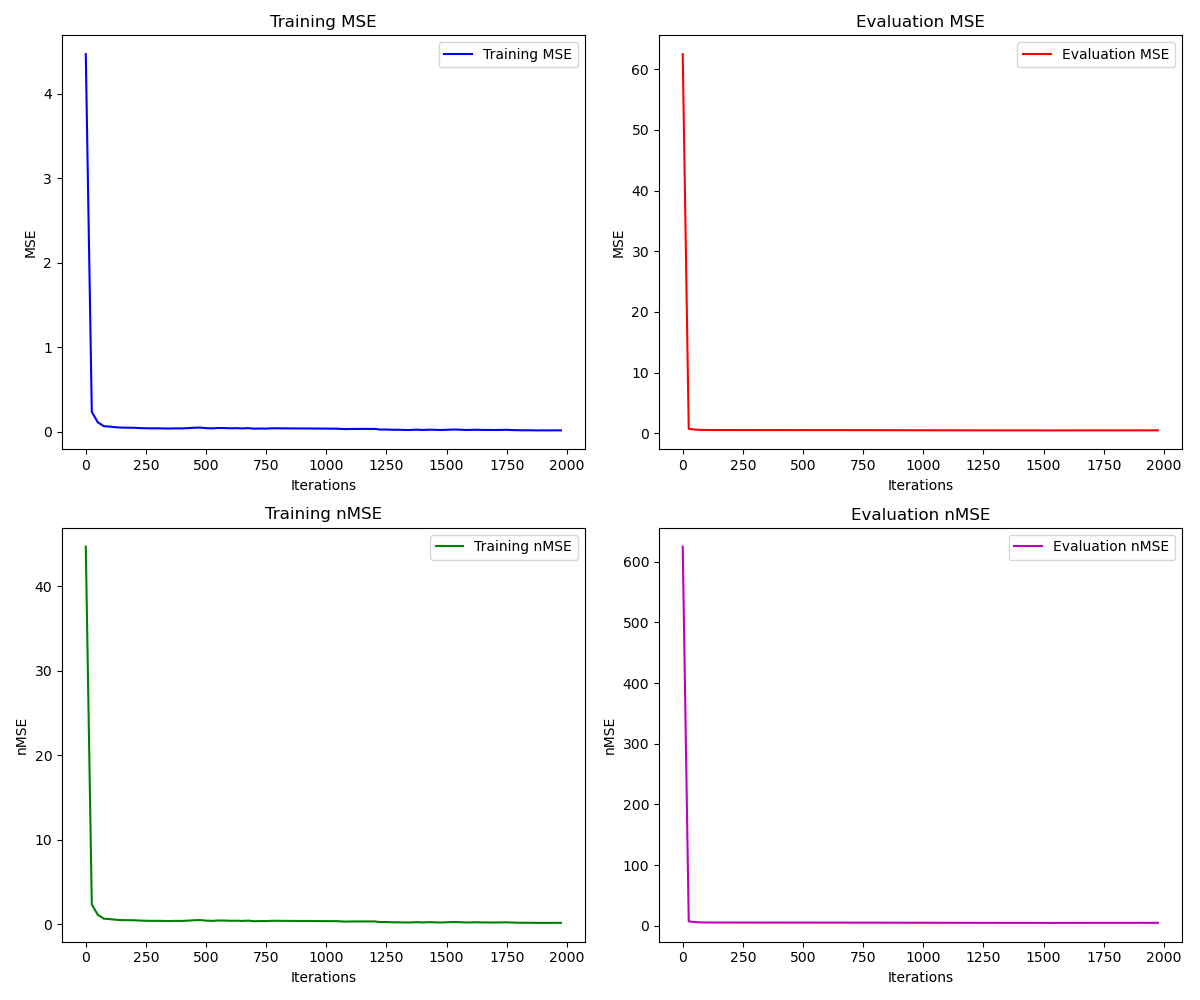 Training MSE
Training MSE
MSE
4
3
2
1
0
0 250 500 750 1000 1250 1500 1750 2000
Iterations
Evaluation MSE
Evaluation MSE
MSE
60
50
40
30
20
10
0
0 250 500 750 1000 1250 1500 1750 2000
Iterations
Training nMSE
Training nMSE
nMSE
40
30
20
10
0
0 250 500 750 1000 1250 1500 1750 2000
Iterations
Evaluation nMSE
Evaluation nMSE
nMSE
600
500
400
300
200
100
0
0 250 500 750 1000 1250 1500 1750 2000
Iterations